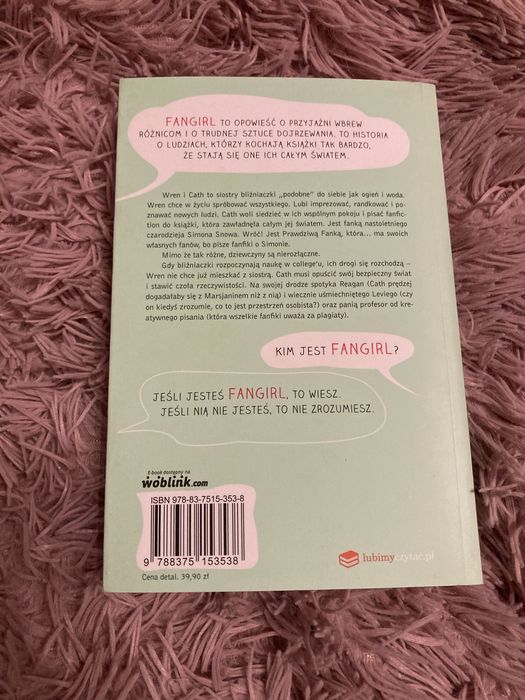 FANGIRL TO OPOWIEŚĆ O PRZYJAŹNI WBREW
RÓŻNICOM I O TRUDNEJ SZTUCE DOJRZEWANIA. TO HISTORIA
O LUDZIACH, KTÓRZY KOCHAJĄ KSIĄŻKI TAK BARDZO,
ŻE STAJĄ SIĘ ONE ICH CAŁYM ŚWIATEM.
Wren i Cath to siostry bliźniaczki „podobne” do siebie jak ogień i woda.
Wren chce w życiu spróbować wszystkiego. Lubi imprezować, randkować i po-
znawać nowych ludzi. Cath woli siedzieć w ich wspólnym pokoju i pisać fanfic-
tion do książki, która zawładnęła całym jej światem. Jest fanką nastoletniego
czarodzieja Simona Snowa. Wróć! Jest Prawdziwą Fanką, która... ma swoich
własnych fanów, bo pisze fanfiki o Simonie.
Mimo że tak różne, dziewczyny są nierozłączne.
Gdy bliźniaczki rozpoczynają naukę w college'u, ich drogi się rozchodzą –
Wren nie chce już mieszkać z siostrą. Cath musi opuścić swój bezpieczny świat
i stawić czoła rzeczywistości. Na swojej drodze spotyka Reagan (Cath prędzej
dogadałaby się z Marsjaninem niż z nią) i wiecznie uśmiechniętego Leviego (czy
on kiedyś zrozumie, co to jest przestrzeń osobista?) oraz panią profesor od kre-
atywnego pisania (która wszelkie fanfiki uważa za plagiaty).
KIM JEST FANGIRL?
JEŚLI JESTEŚ FANGIRL, TO WIESZ.
JEŚLI NIĄ NIE JESTEŚ, TO NIE ZROZUMIESZ.
E-book dostępny na
woblink.com
ISBN 978-83-7515-353-8
9 788375 153538
Cena detal. 39,90 zł
lubimyczytać.pl